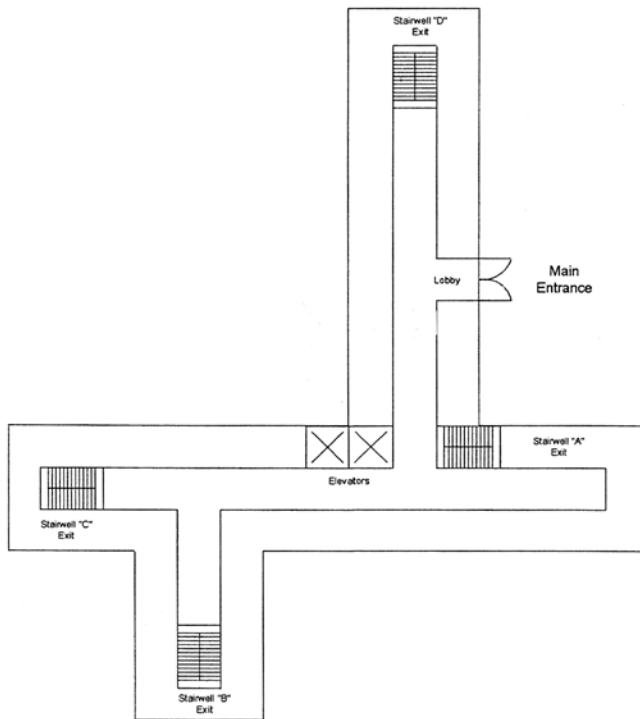 Stairwell "D"
Exit
Lobby
Main
Entrance
Stairwell "A"
Exit
Elevators
Stairwell "C"
Exit
Stairwell "B"
Exit